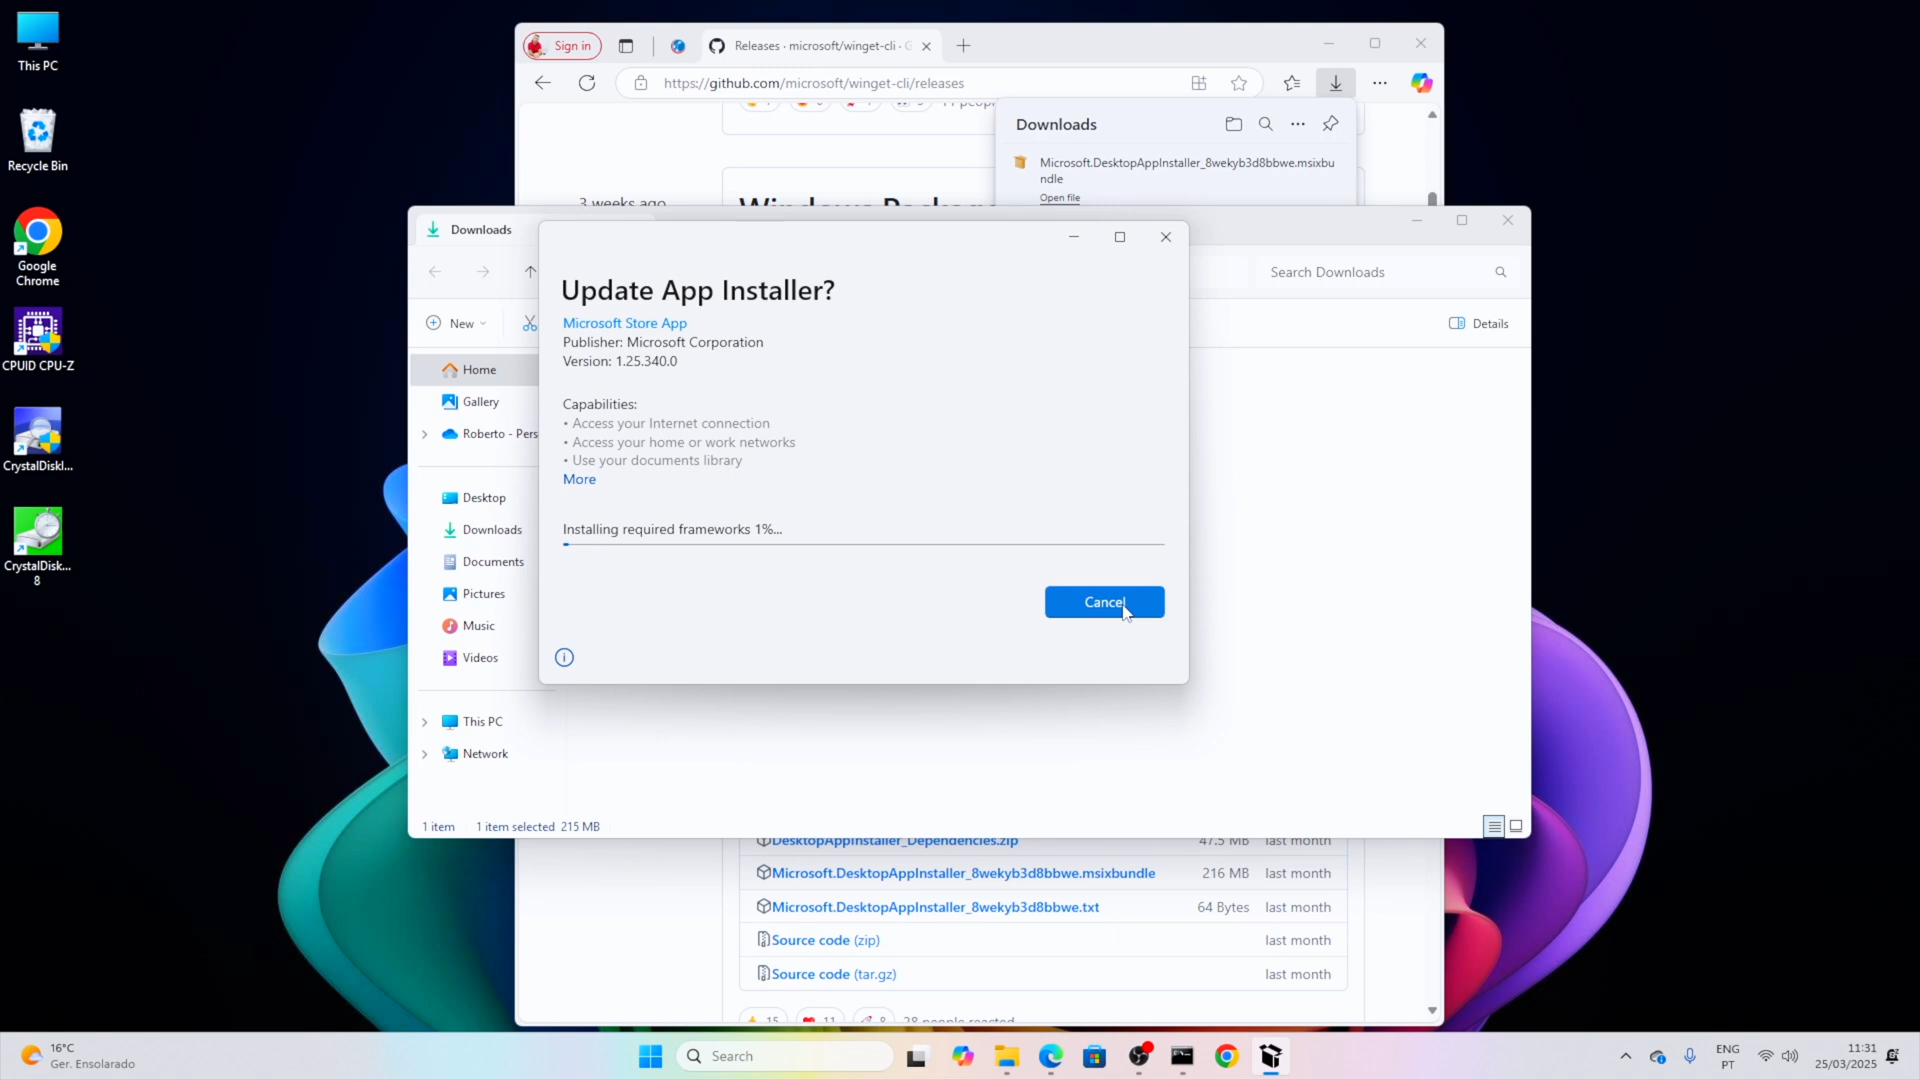 This PC
Recycle Bin
Google
Chrome
CPUID CPU-Z
CrystalDiskI...
CrystalDisk...
8
Sign in
Releases · microsoft/winget-cli · G
https://github.com/microsoft/winget-cli/releases
Downloads
Microsoft.DesktopAppInstaller_8wekyb3d8bbwe.msixbu
ndle
Open file
3 weeks ago
Downloads
Search Downloads
New
Details
Home
Gallery
Roberto - Pers
Desktop
Downloads
Documents
Pictures
Music
Videos
This PC
Network
1 item
1 item selected 215 MB
Update App Installer?
Microsoft Store App
Publisher: Microsoft Corporation
Version: 1.25.340.0
Capabilities:
• Access your Internet connection
• Access your home or work networks
• Use your documents library
More
Installing required frameworks 1%...
Cancel
DesktopAppInstaller_Dependencies.zip 47.5 MB last month
Microsoft.DesktopAppInstaller_8wekyb3d8bbwe.msixbundle 216 MB last month
Microsoft.DesktopAppInstaller_8wekyb3d8bbwe.txt 64 Bytes last month
Source code (zip) last month
Source code (tar.gz) last month
15 11 8 28 people reacted
16°C
Ger. Ensolarado
Search
ENG
PT
11:31
25/03/2025